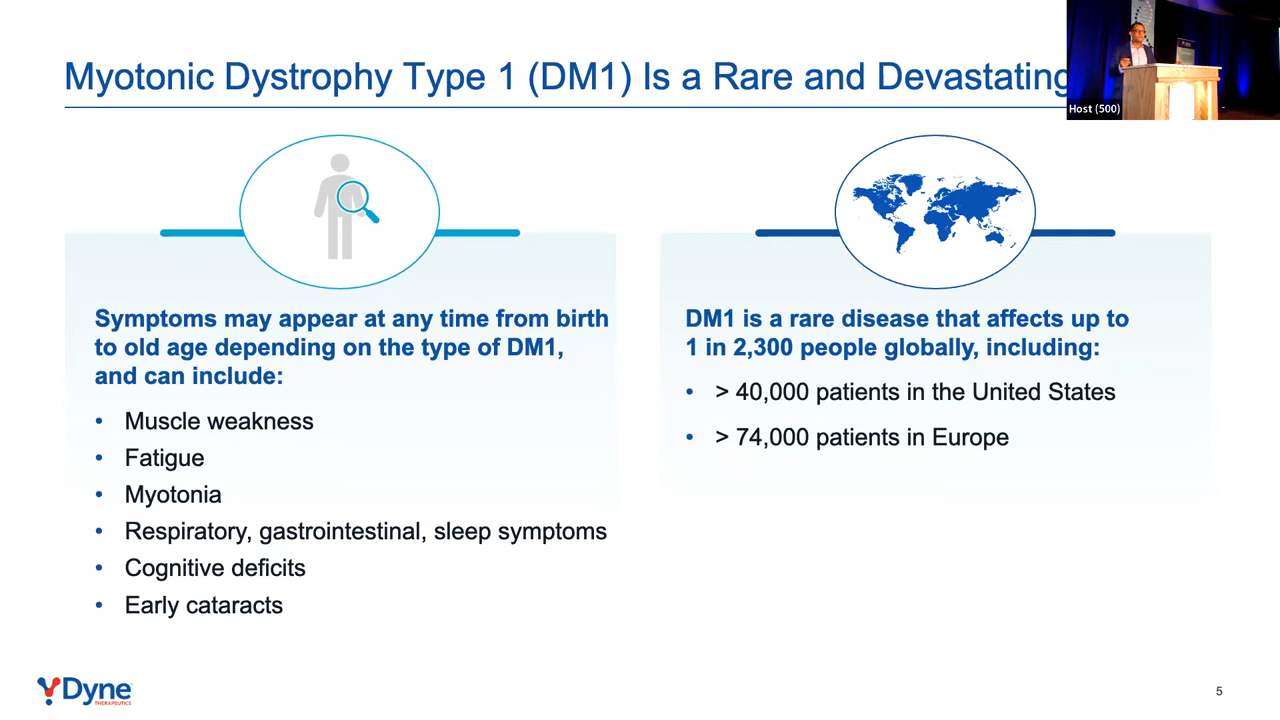 Myotonic Dystrophy Type 1 (DM1) Is a Rare and Devastating
Host (500)
Symptoms may appear at any time from birth
to old age depending on the type of DM1,
and can include:
• Muscle weakness
• Fatigue
• Myotonia
• Respiratory, gastrointestinal, sleep symptoms
• Cognitive deficits
• Early cataracts
DM1 is a rare disease that affects up to
1 in 2,300 people globally, including:
• > 40,000 patients in the United States
• > 74,000 patients in Europe
Dyne
THERAPEUTICS
5